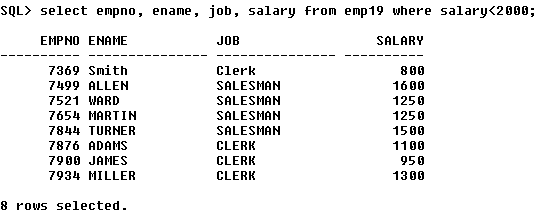 SQL> select empno, ename, job, salary from emp19 where salary<2000;
EMPNO ENAME JOB SALARY
---------- --------------- --------------- ----------
7369 Smith Clerk 800
7499 ALLEN SALESMAN 1600
7521 WARD SALESMAN 1250
7654 MARTIN SALESMAN 1250
7844 TURNER SALESMAN 1500
7876 ADAMS CLERK 1100
7900 JAMES CLERK 950
7934 MILLER CLERK 1300
8 rows selected.